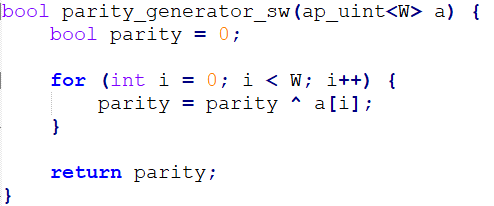 bool parity_generator_sw(ap_uint<W> a) {
    bool parity = 0;
    for (int i = 0; i < W; i++) {
        parity = parity ^ a[i];
    }
    return parity;
}